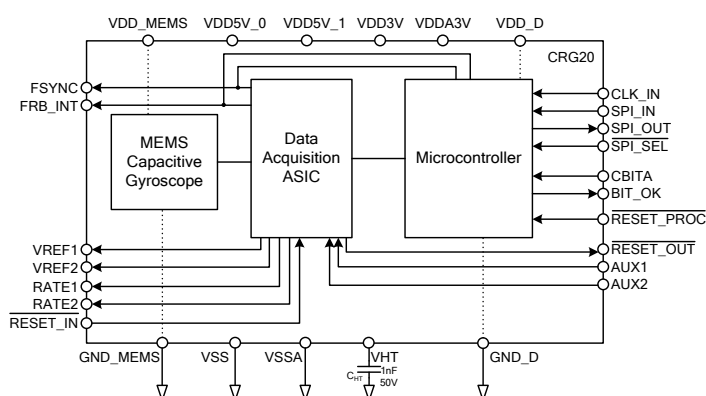 VDD_MEMS VDD5V_0 VDD5V_1 VDD3V VDDA3V VDD_D
CRG20
FSYNC
FRB_INT
MEMS
Capacitive
Gyroscope
Data
Acquisition
ASIC
Microcontroller
CLK_IN
SPI_IN
SPI_OUT
SPI_SEL
CBITA
BIT_OK
RESET_PROC
VREF1
VREF2
RATE1
RATE2
RESET_IN
RESET_OUT
AUX1
AUX2
GND_MEMS VSS VSSA VHT GND_D
CHT 1nF
50V